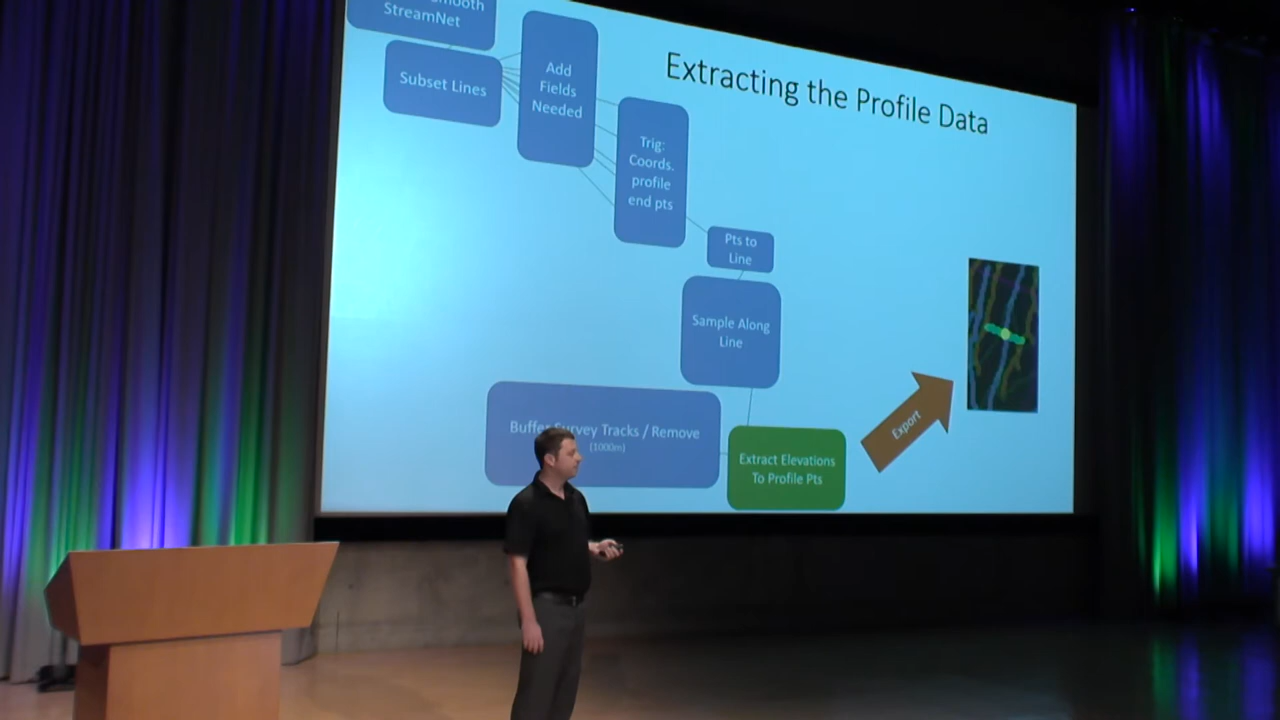 StreamNet
Subset Lines
Add
Fields
Needed
Extracting the Profile Data
Trig:
Coords.
profile
end pts
Pts to
Line
Sample Along
Line
Buffer Survey Tracks / Remove
(1000m)
Extract Elevations
To Profile Pts
Export